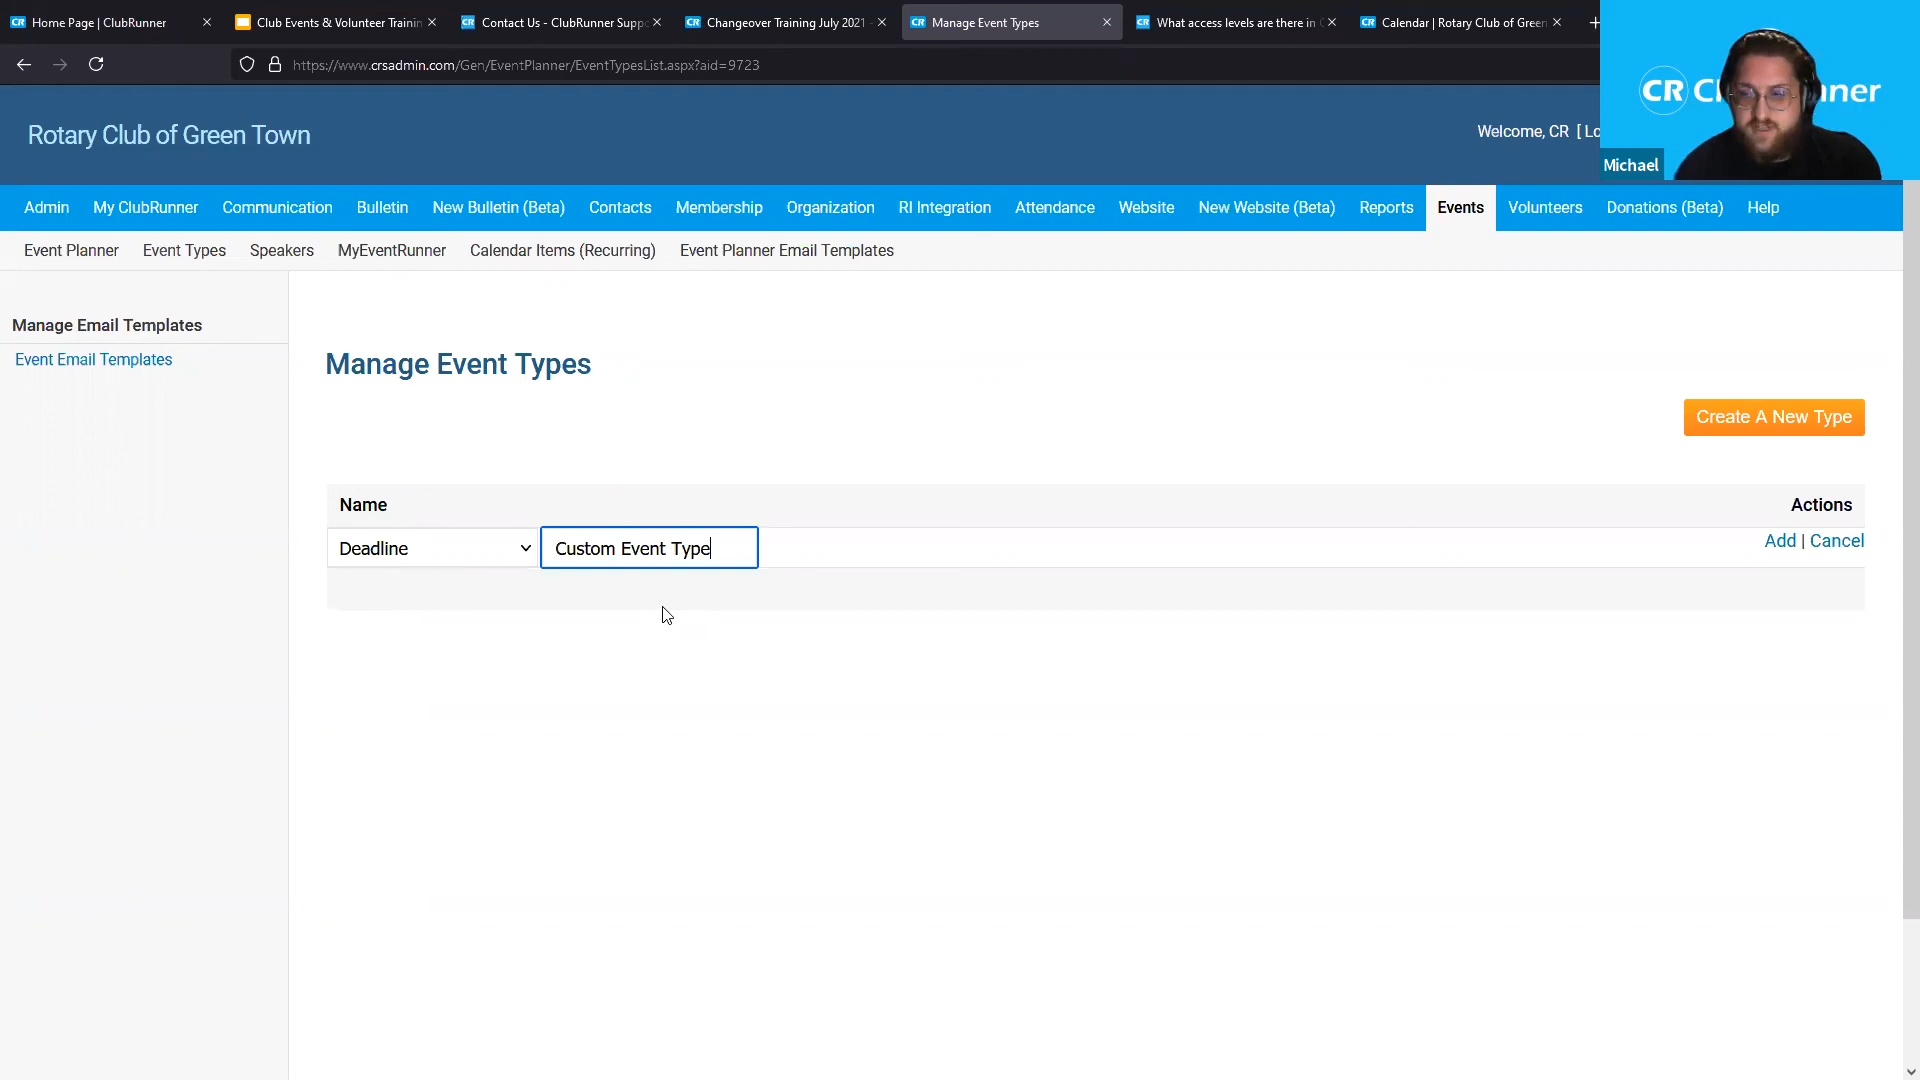 Home Page | ClubRunner
Club Events & Volunteer Trainin
Contact Us - ClubRunner Suppo
Changeover Training July 2021 -
Manage Event Types
What access levels are there in C
Calendar | Rotary Club of Green
https://www.crsadmin.com/Gen/EventPlanner/EventTypesList.aspx?aid=9723
CR Cl nner
Michael
Rotary Club of Green Town
Welcome, CR [ Lo
Admin My ClubRunner Communication Bulletin New Bulletin (Beta) Contacts Membership Organization RI Integration Attendance Website New Website (Beta) Reports Events Volunteers Donations (Beta) Help
Event Planner Event Types Speakers MyEventRunner Calendar Items (Recurring) Event Planner Email Templates
Manage Email Templates
Event Email Templates
Manage Event Types
Create A New Type
Name Actions
Deadline Custom Event Type Add | Cancel